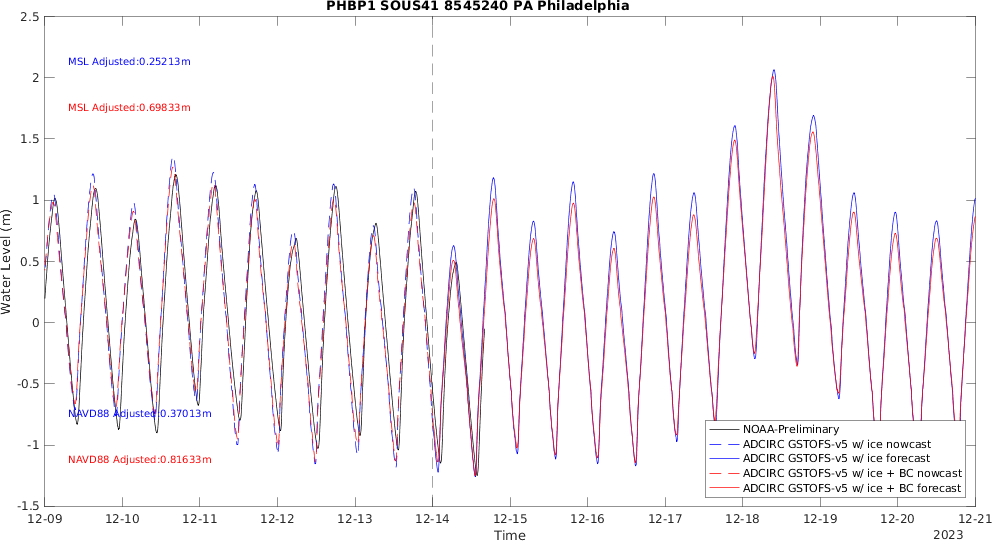 PHBP1 SOUS41 8545240 PA Philadelphia
2.5
2
1.5
1
0.5
0
-0.5
-1
-1.5
Water Level (m)
MSL Adjusted:0.25213m
MSL Adjusted:0.69833m
NAVD88 Adjusted:0.37013m
NAVD88 Adjusted:0.81633m
NOAA-Preliminary
ADCIRC GSTOFS-v5 w/ ice nowcast
ADCIRC GSTOFS-v5 w/ ice forecast
ADCIRC GSTOFS-v5 w/ ice + BC nowcast
ADCIRC GSTOFS-v5 w/ ice + BC forecast
12-09 12-10 12-11 12-12 12-13 12-14 12-15 12-16 12-17 12-18 12-19 12-20 12-21
Time
2023